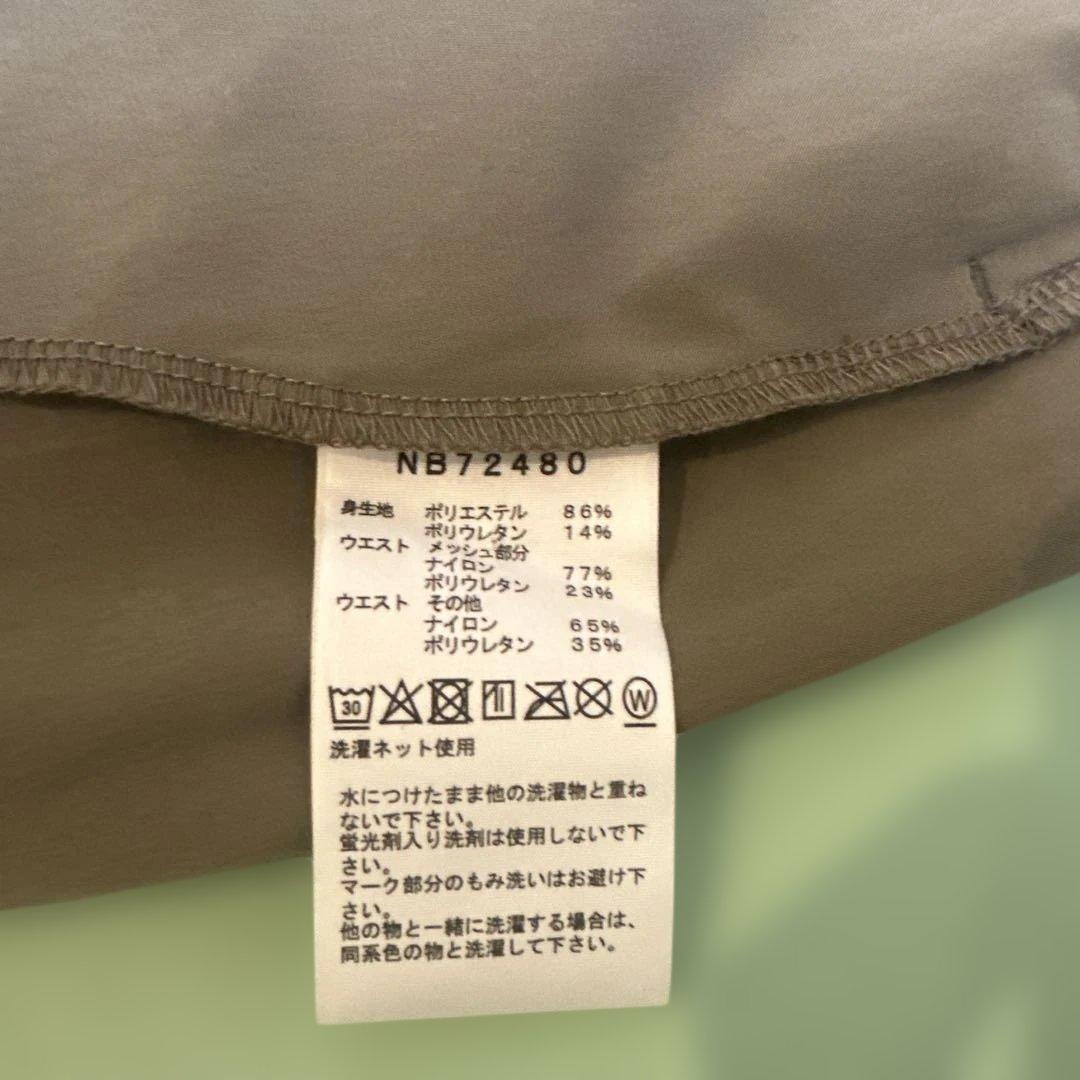 NB72480
身生地 ポリエステル 86%
ポリウレタン 14%
ウエスト メッシュ部分
ナイロン 77%
ポリウレタン 23%
ウエスト その他
ナイロン 65%
ポリウレタン 35%
30 W
洗濯ネット使用
水につけたまま他の洗濯物と重ね
ないで下さい。
蛍光剤入り洗剤は使用しないで下
さい。
マーク部分のもみ洗いはお避け下
さい。
他の物と一緒に洗濯する場合は、
同系色の物と洗濯して下さい。